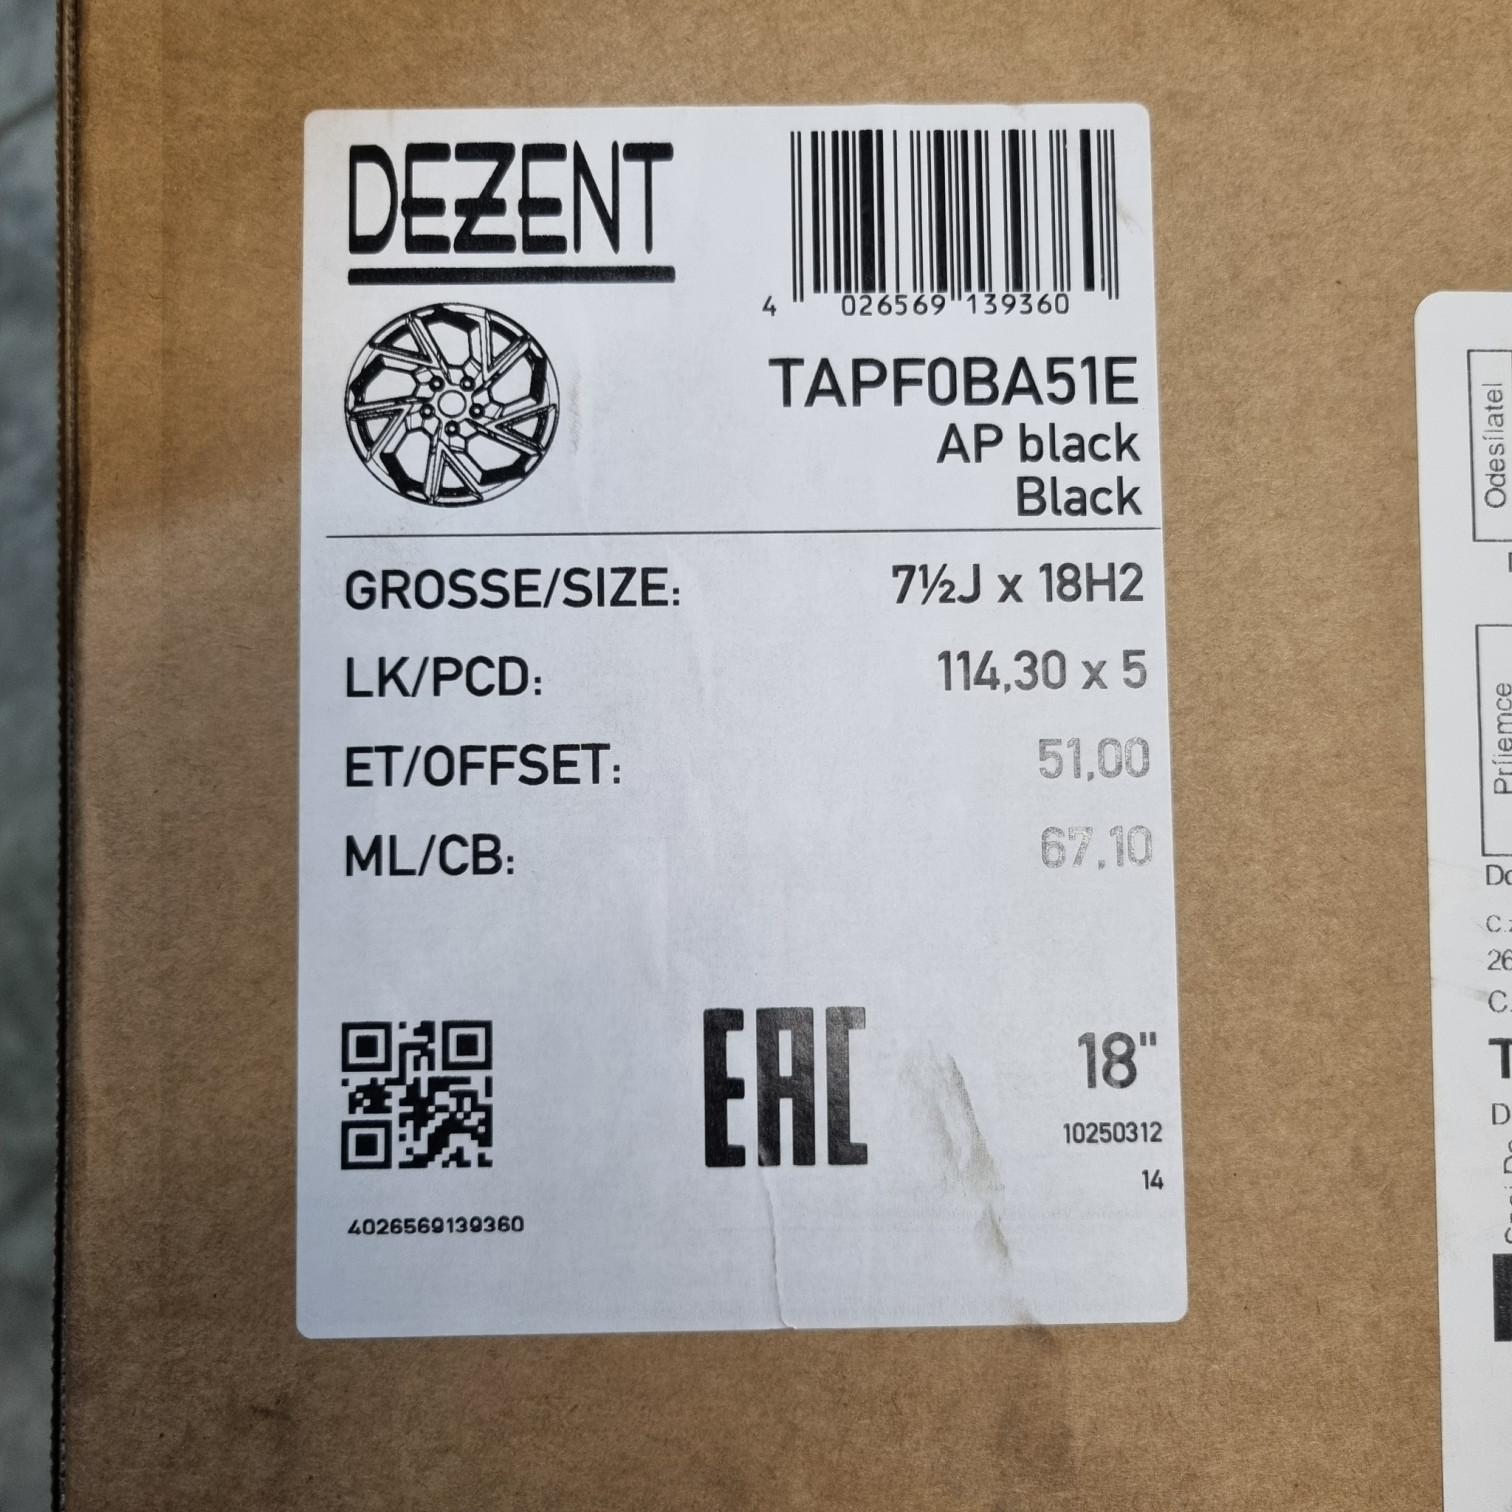 DEZENT
4 026569 139360
TAPF0BA51E
AP black
Black
GROSSE/SIZE: 7½J x 18H2
LK/PCD: 114,30 x 5
ET/OFFSET: 51,00
ML/CB: 67,10
EAC
18"
10250312
14
4026569139360
Odesílatel